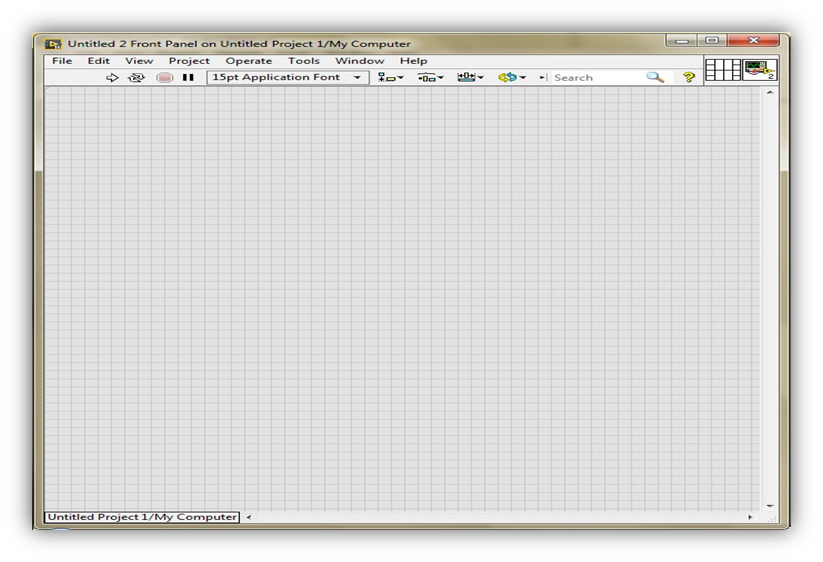 Untitled 2 Front Panel on Untitled Project 1/My Computer
File Edit View Project Operate Tools Window Help
15pt Application Font Search ? 2
Untitled Project 1/My Computer